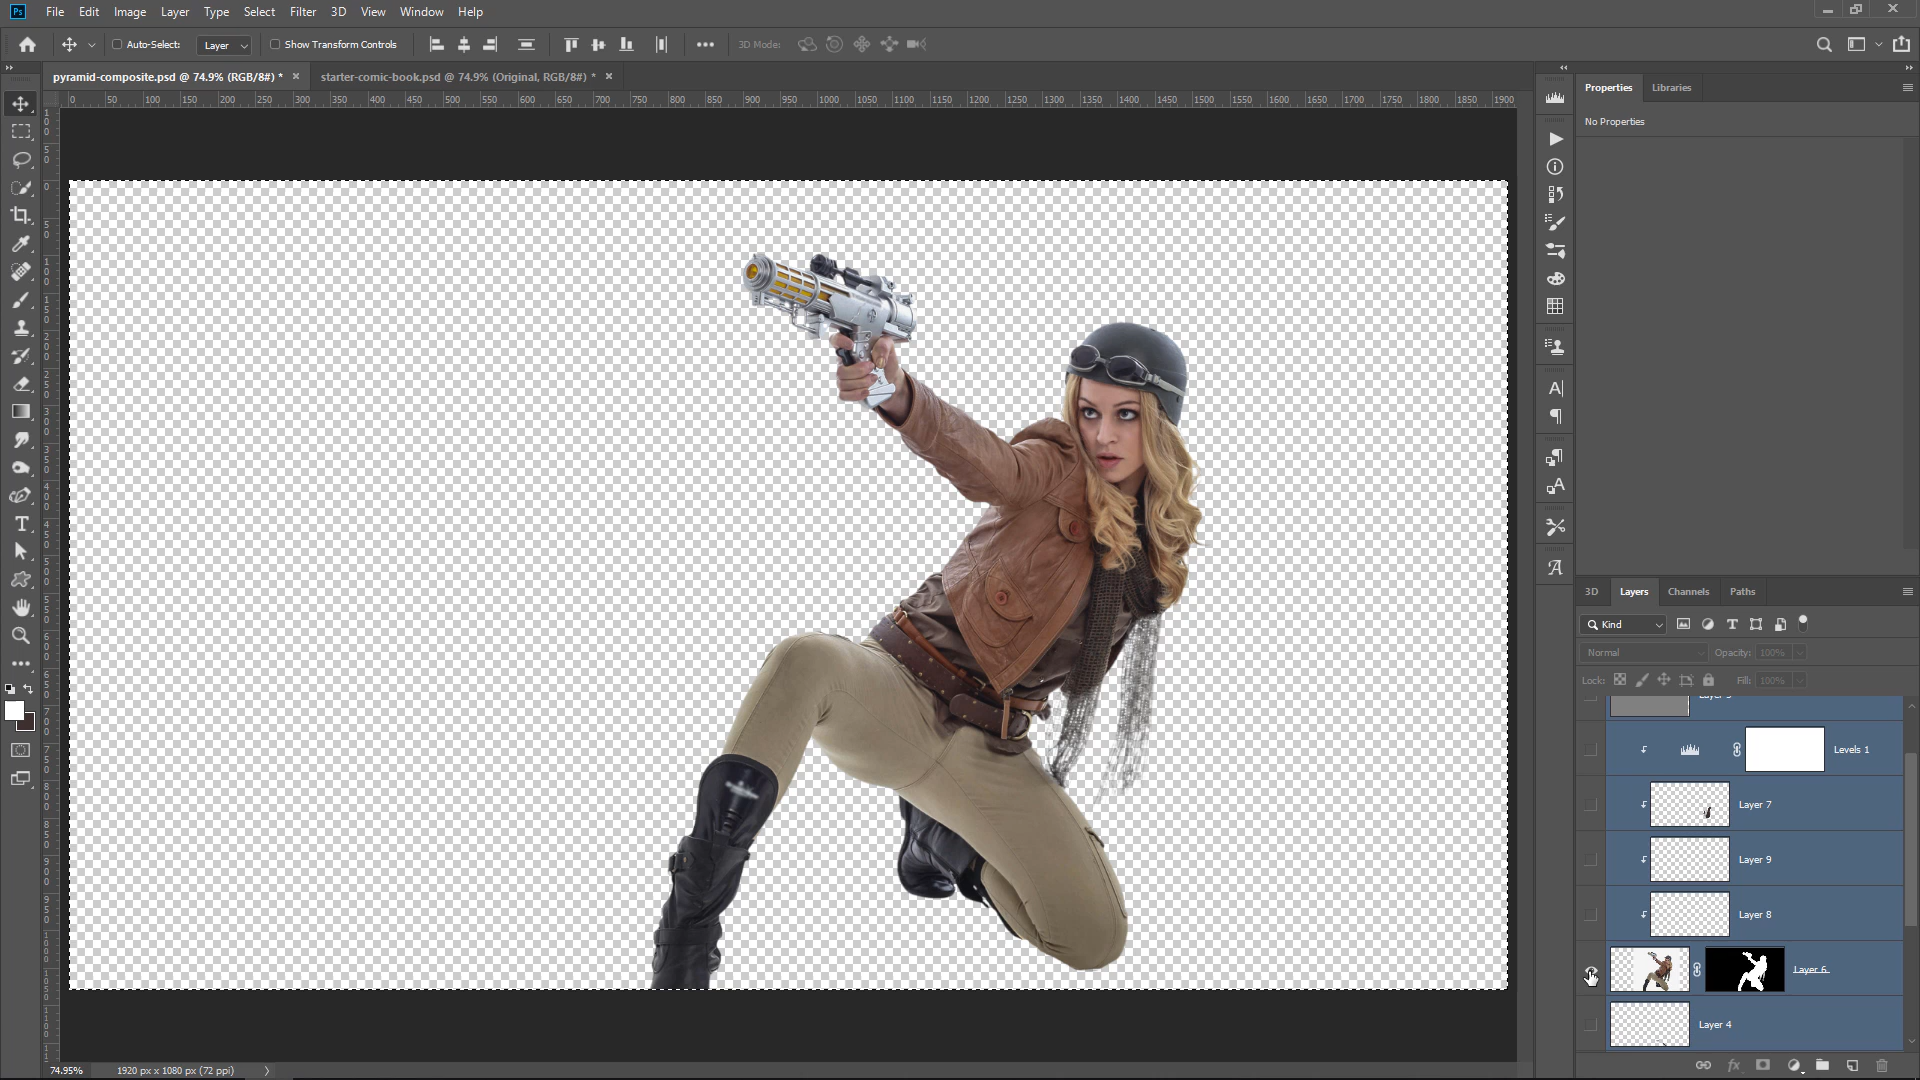 Ps File Edit Image Layer Type Select Filter 3D View Window Help
Auto-Select: Layer Show Transform Controls 3D Mode:
pyramid-composite.psd @ 74.9% (RGB/8#) * × starter-comic-book.psd @ 74.9% (Original, RGB/8#) * ×
0 50 100 150 200 250 300 350 400 450 500 550 600 650 700 750 800 850 900 950 1000 1050 1100 1150 1200 1250 1300 1350 1400 1450 1500 1550 1600 1650 1700 1750 1800 1850 1900
Properties Libraries
No Properties
3D Layers Channels Paths
Kind
Normal Opacity: 100%
Lock: Fill: 100%
Levels 1
Layer 7
Layer 9
Layer 8
Layer 6
Layer 4
74.95% 1920 px x 1080 px (72 ppi)